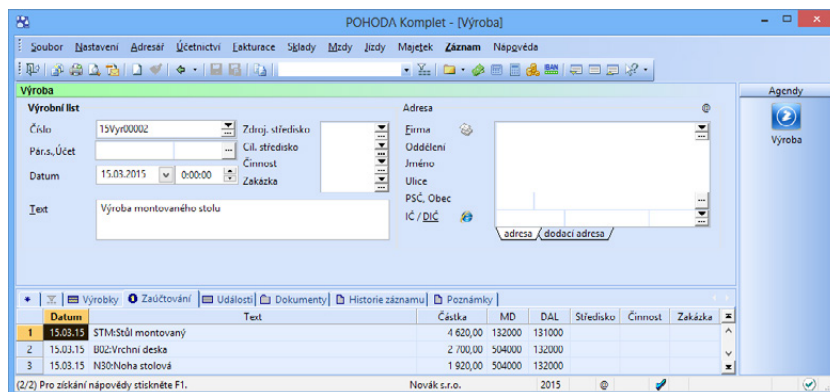 POHODA Komplet - [Výroba]
Soubor Nastavení Adresář Účetnictví Fakturace Sklady Mzdy Jízdy Majetek Záznam Nápověda
Výroba
Agendy
Výroba
Výrobní list
Adresa
@
Číslo 15Vyr00002 Zdroj. středisko Firma
Pár.s.,Účet Cíl. středisko Oddělení
Činnost Jméno
Datum 15.03.2015 0:00:00 Zakázka Ulice
PSČ, Obec
Text Výroba montovaného stolu IČ / DIČ
adresa dodací adresa
Výrobky Zaúčtování Události Dokumenty Historie záznamu Poznámky
Datum Text Částka MD DAL Středisko Činnost Zakázka
1 15.03.15 STM:Stůl montovaný 4 620,00 132000 131000
2 15.03.15 B02:Vrchní deska 2 700,00 504000 132000
3 15.03.15 N30:Noha stolová 1 920,00 504000 132000
(2/2) Pro získání nápovědy stiskněte F1. Novák s.r.o. 2015 @